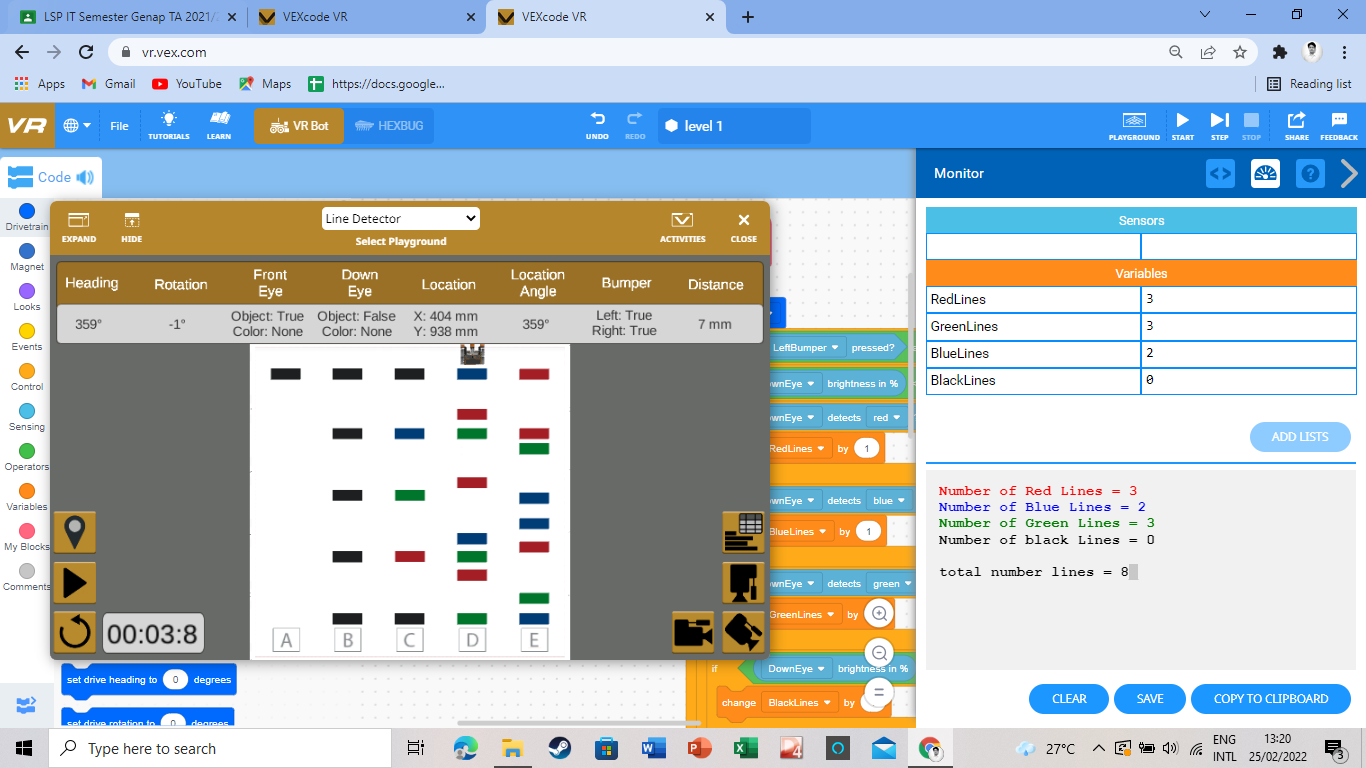 LSP IT Semester Genap TA 2021/
VEXcode VR
VEXcode VR
vr.vex.com
Apps
Gmail
YouTube
Maps
https://docs.google...
Reading list
VR
File
TUTORIALS
LEARN
VR Bot
HEXBUG
UNDO
REDO
level 1
PLAYGROUND
START
STEP
STOP
SHARE
FEEDBACK
Code
Drivetrain
Magnet
Looks
Events
Control
Sensing
Operators
Variables
My Blocks
Comments
EXPAND
HIDE
Line Detector
Select Playground
ACTIVITIES
CLOSE
Heading Rotation Front Eye Down Eye Location Location Angle Bumper Distance
359° -1° Object: True Object: False X: 404 mm 359° Left: True 7 mm
Color: None Color: None Y: 938 mm Right: True
A B C D E
00:03:8
LeftBumper pressed?
wnEye brightness in %
wnEye detects red
RedLines by 1
wnEye detects blue
BlueLines by 1
wnEye detects green
GreenLines by
if DownEye brightness in %
change BlackLines by
set drive heading to 0 degrees
set drive rotation to 0 degrees
Monitor
Sensors
Variables
RedLines 3
GreenLines 3
BlueLines 2
BlackLines 0
ADD LISTS
Number of Red Lines = 3
Number of Blue Lines = 2
Number of Green Lines = 3
Number of black Lines = 0
total number lines = 8
CLEAR
SAVE
COPY TO CLIPBOARD
Type here to search
27°C
ENG
INTL
13:20
25/02/2022
3